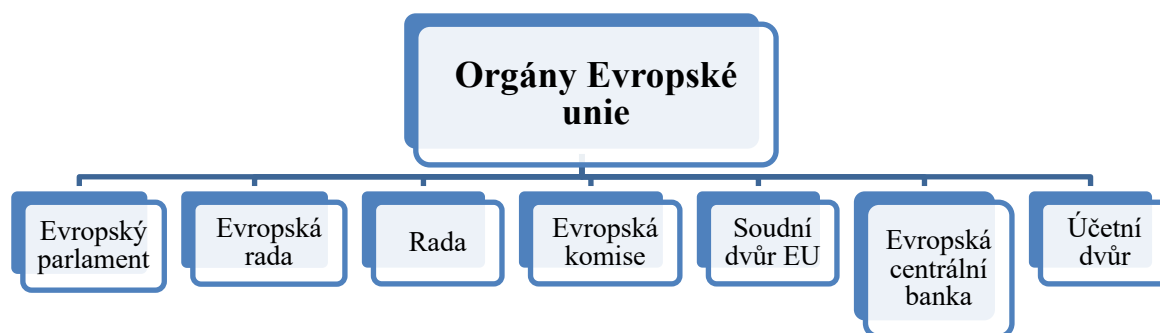 Orgány Evropské
unie
Evropský
parlament
Evropská
rada
Rada
Evropská
komise
Soudní
dvůr EU
Evropská
centrální
banka
Účetní
dvůr